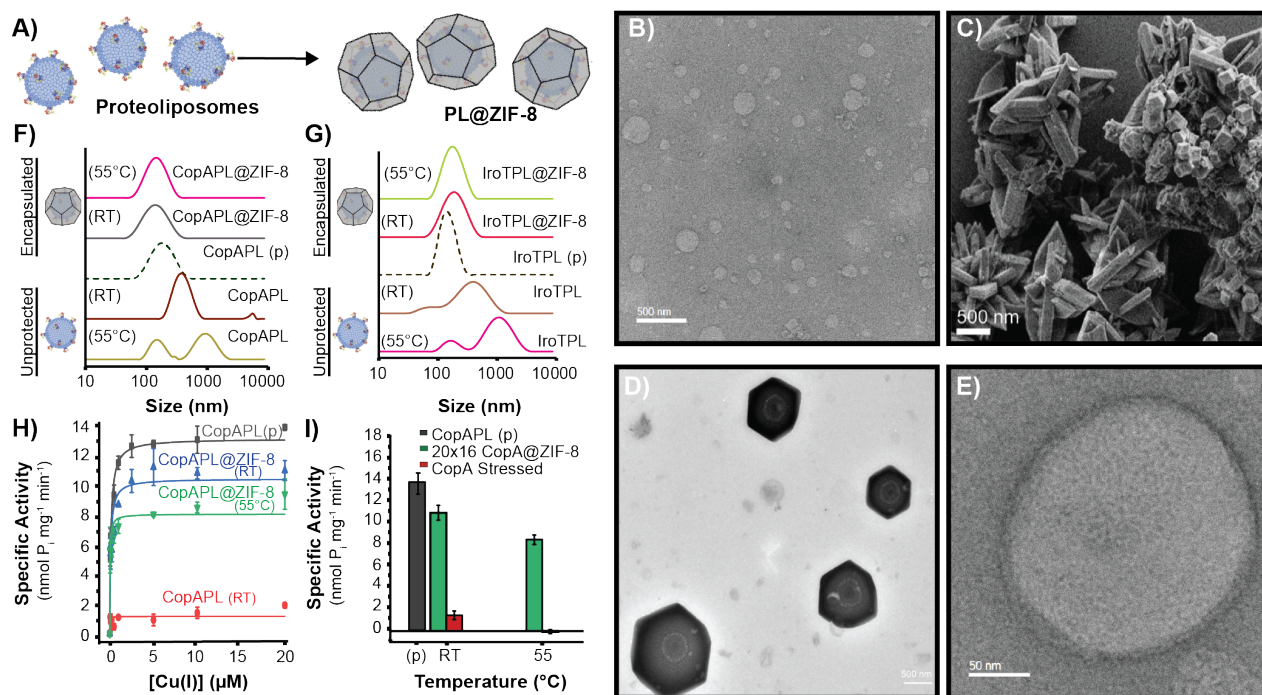 A)
Proteoliposomes
PL@ZIF-8
B)
500 nm
C)
500 nm
F)
Encapsulated
Unprotected
(55°C) CopAPL@ZIF-8
(RT) CopAPL@ZIF-8
CopAPL (p)
(RT) CopAPL
(55°C) CopAPL
10 100 1000 10000
Size (nm)
G)
Encapsulated
Unprotected
(55°C) IroTPL@ZIF-8
(RT) IroTPL@ZIF-8
IroTPL (p)
(RT) IroTPL
(55°C) IroTPL
10 100 1000 10000
Size (nm)
D)
500 nm
E)
50 nm
H)
Specific Activity
(nmol Pi mg-1 min-1)
14
12
10
8
6
4
2
0
CopAPL(p)
CopAPL@ZIF-8
(RT)
CopAPL@ZIF-8
(55°C)
CopAPL (RT)
0 5 10 15 20
[Cu(I)] (µM)
I)
Specific Activity
(nmol Pi mg-1 min-1)
18
16
14
12
10
8
6
4
2
0
CopAPL (p)
20x16 CopA@ZIF-8
CopA Stressed
(p) RT 55
Temperature (°C)